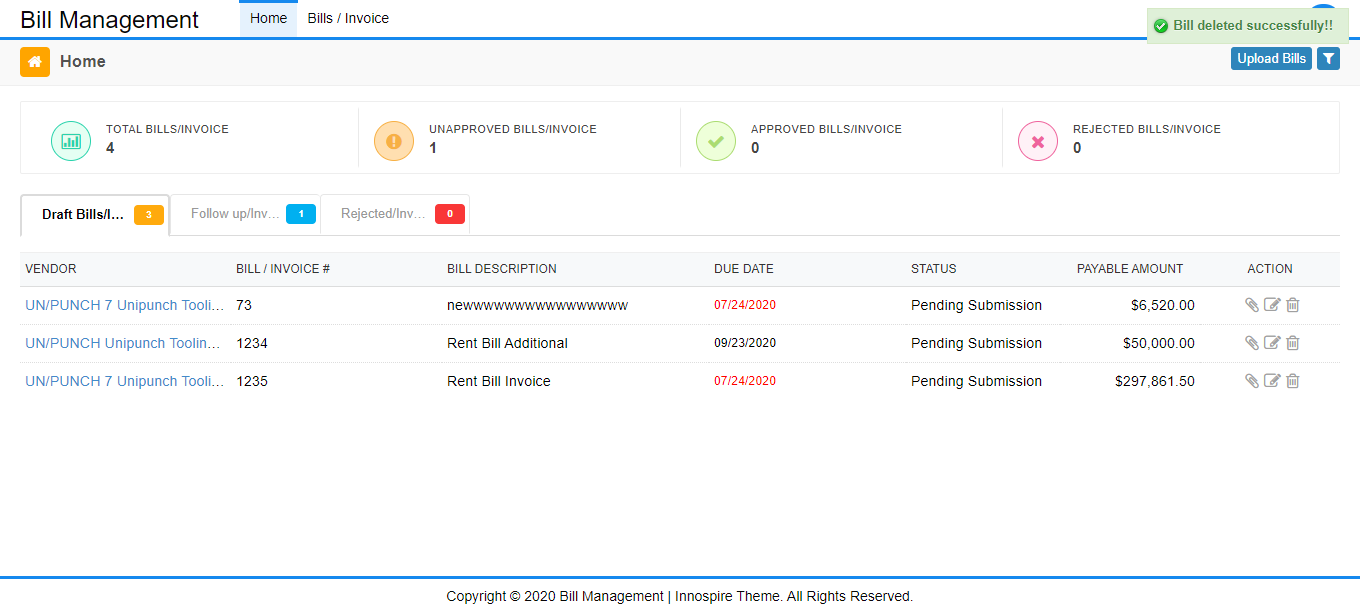 Bill Management Home Bills / Invoice
Bill deleted successfully!!
Home Upload Bills
TOTAL BILLS/INVOICE UNAPPROVED BILLS/INVOICE APPROVED BILLS/INVOICE REJECTED BILLS/INVOICE
4 1 0 0
Draft Bills/I... 3 Follow up/Inv... 1 Rejected/Inv... 0
VENDOR BILL / INVOICE # BILL DESCRIPTION DUE DATE STATUS PAYABLE AMOUNT ACTION
UN/PUNCH 7 Unipunch Tooli... 73 newwwwwwwwwwwwwwwww 07/24/2020 Pending Submission $6,520.00
UN/PUNCH Unipunch Toolin... 1234 Rent Bill Additional 09/23/2020 Pending Submission $50,000.00
UN/PUNCH 7 Unipunch Tooli... 1235 Rent Bill Invoice 07/24/2020 Pending Submission $297,861.50
Copyright © 2020 Bill Management | Innospire Theme. All Rights Reserved.